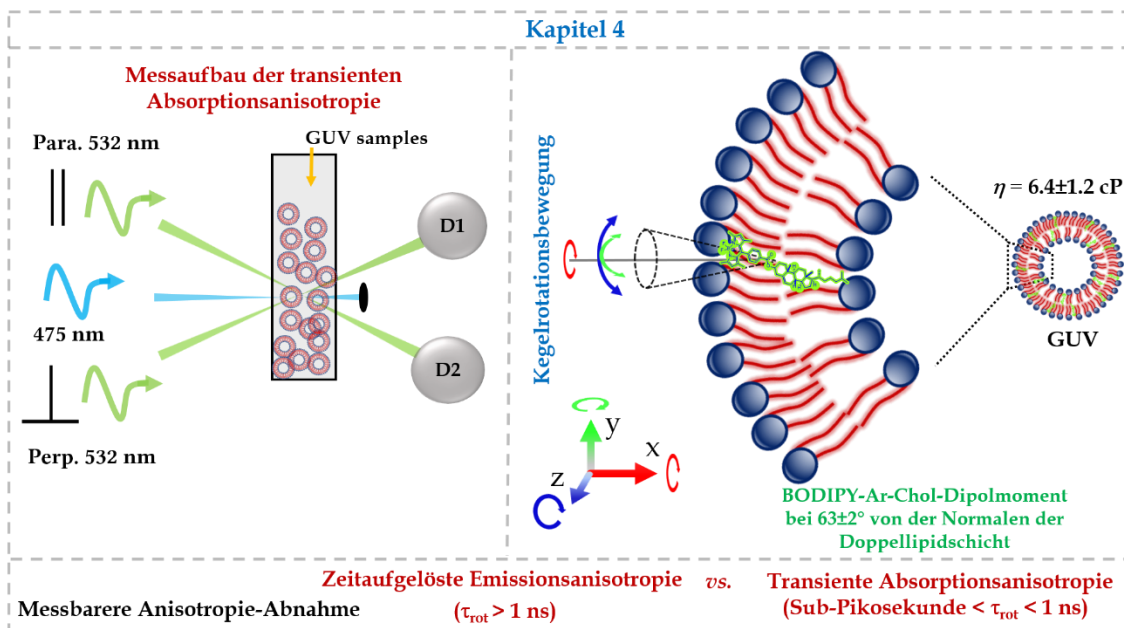 Kapitel 4
Messaufbau der transienten
Absorptionsanisotropie
GUV samples
Para. 532 nm
D1
475 nm
D2
Perp. 532 nm
Kegelrotationsbewegung
η = 6.4±1.2 cP
GUV
y
x
z
BODIPY-Ar-Chol-Dipolmoment
bei 63±2° von der Normalen der
Doppellipidschicht
Messbarere Anisotropie-Abnahme
Zeitaufgelöste Emissionsanisotropie vs. Transiente Absorptionsanisotropie
(τrot > 1 ns)
(Sub-Pikosekunde < τrot < 1 ns)